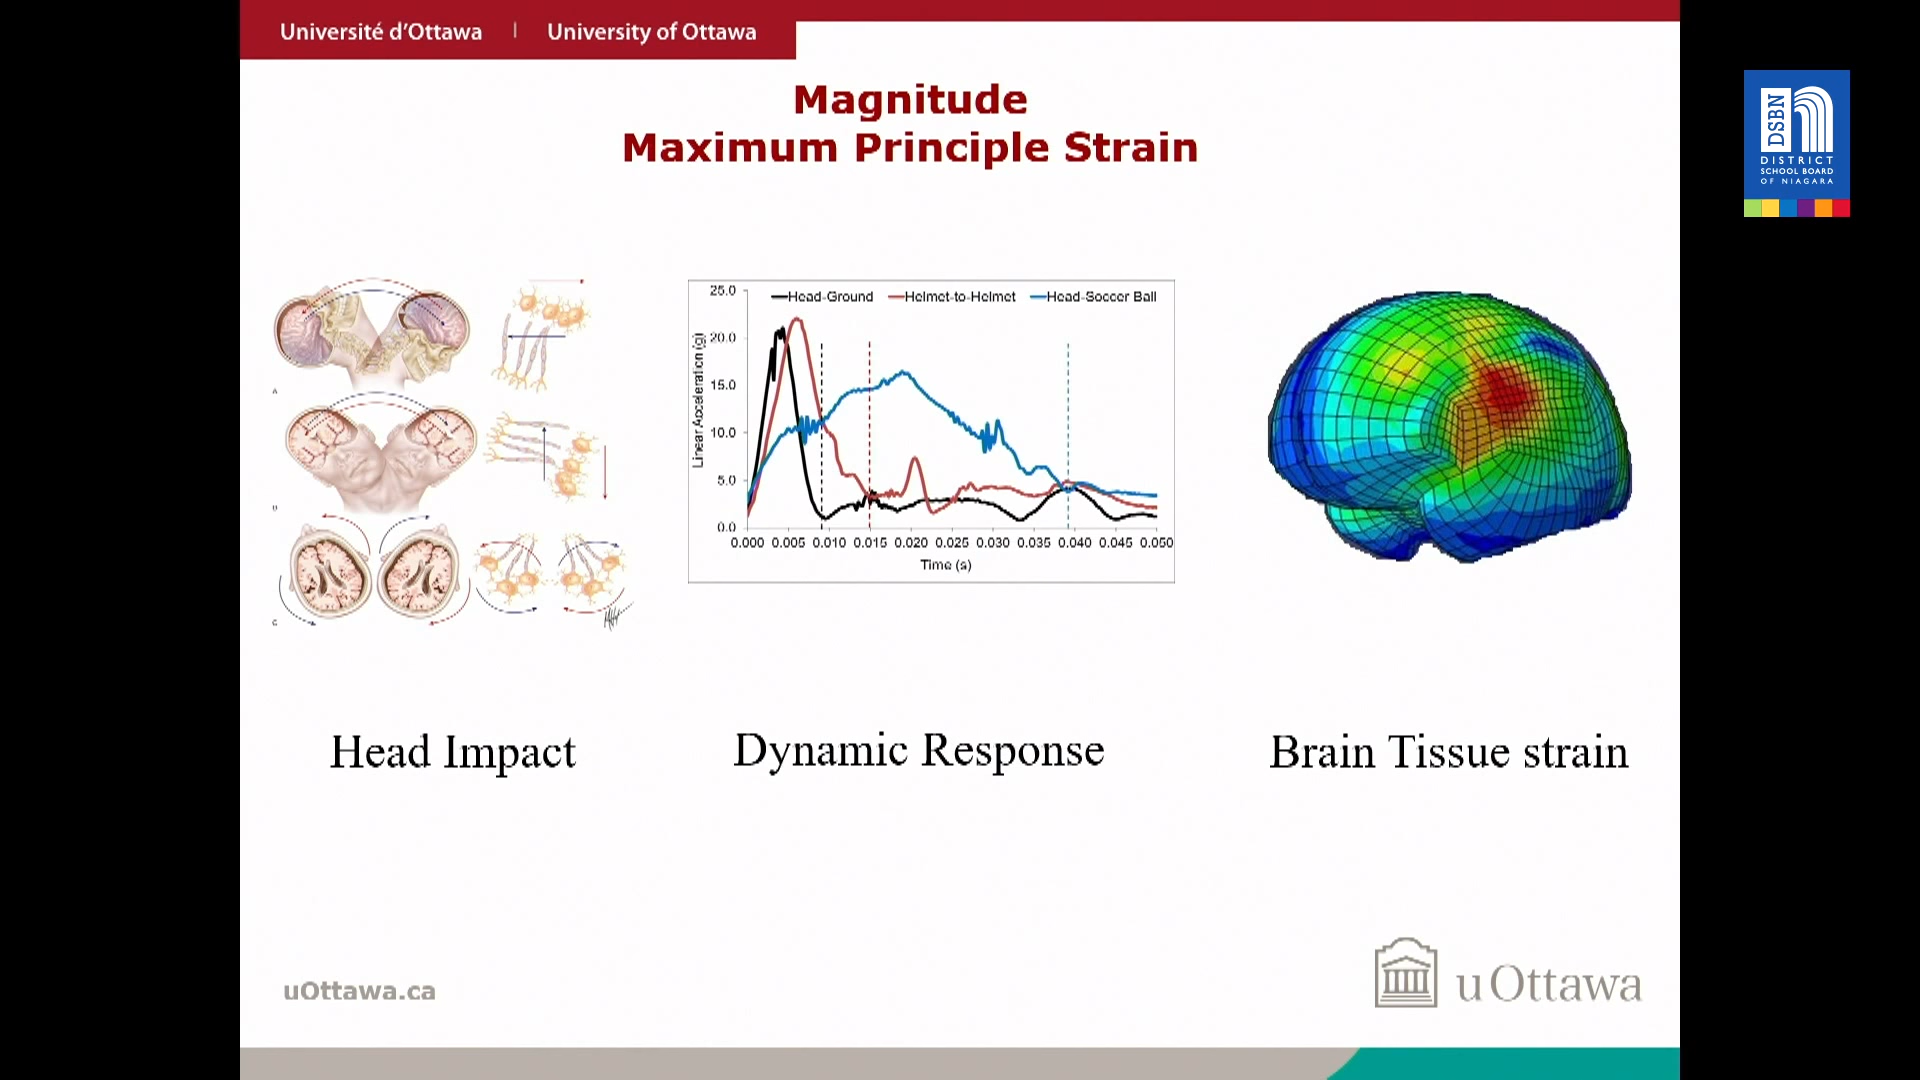 Université d'Ottawa | University of Ottawa
Magnitude
Maximum Principle Strain
DSBN
DISTRICT
SCHOOL BOARD
OF NIAGARA
A
C
25.0
20.0
15.0
10.0
5.0
0.0
Linear Acceleration (g)
Head-Ground Helmet-to-Helmet Head-Soccer Ball
0.000 0.005 0.010 0.015 0.020 0.025 0.030 0.035 0.040 0.045 0.050
Time (s)
Head Impact
Dynamic Response
Brain Tissue strain
uOttawa.ca
uOttawa